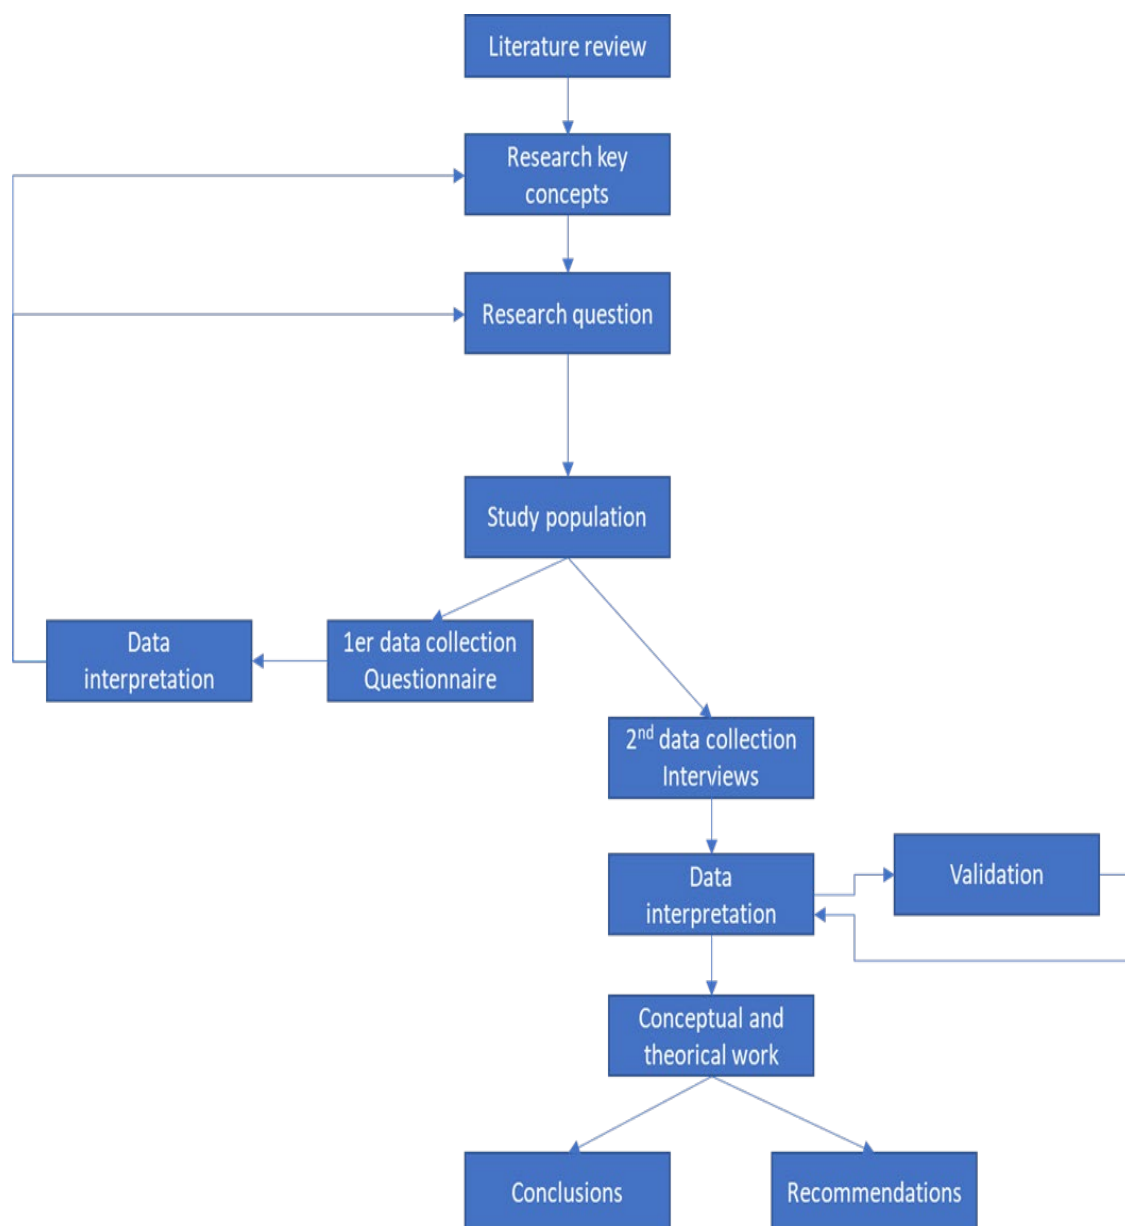 Literature review
Research key
concepts
Research question
Study population
Data
interpretation
1er data collection
Questionnaire
2nd data collection
Interviews
Data
interpretation
Validation
Conceptual and
theorical work
Conclusions
Recommendations